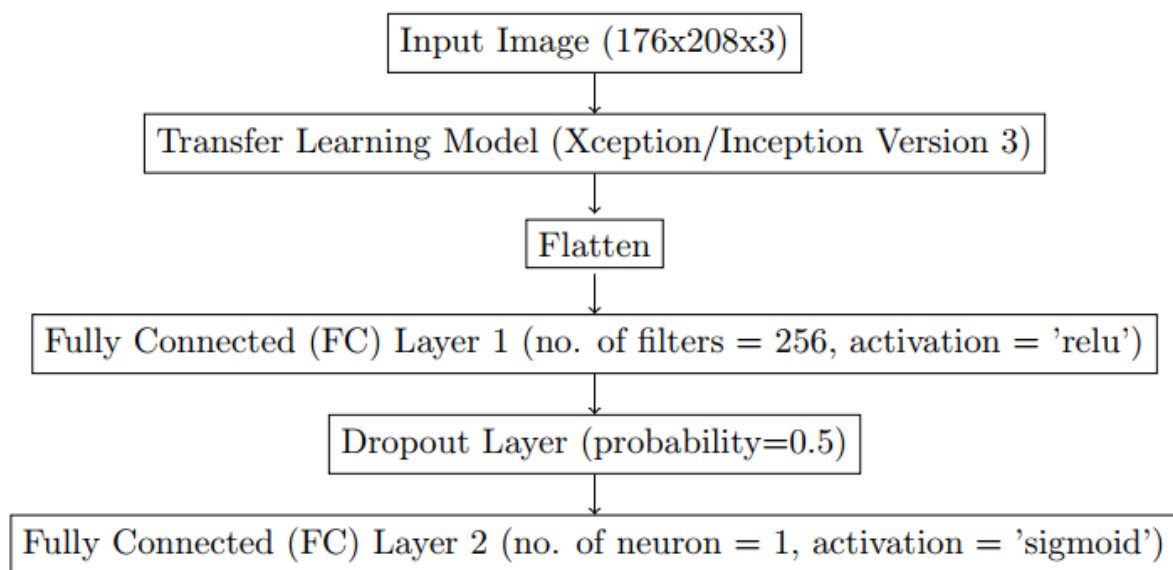 Input Image (176x208x3)
Transfer Learning Model (Xception/Inception Version 3)
Flatten
Fully Connected (FC) Layer 1 (no. of filters = 256, activation = 'relu')
Dropout Layer (probability=0.5)
Fully Connected (FC) Layer 2 (no. of neuron = 1, activation = 'sigmoid')